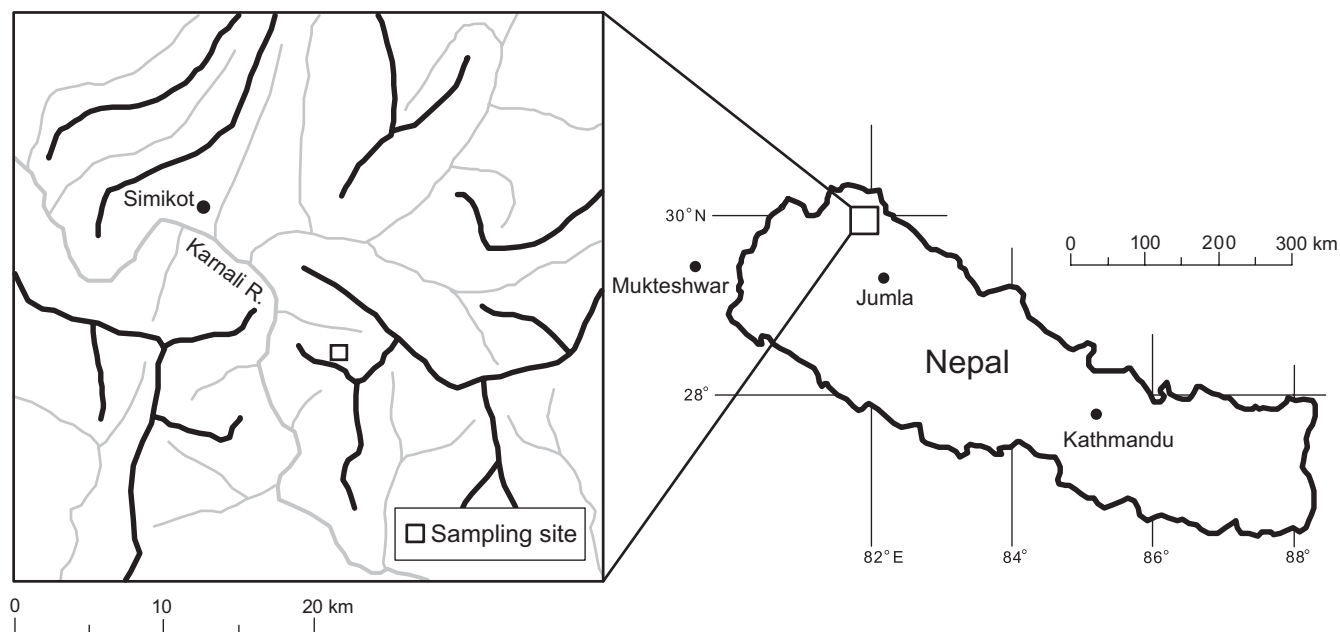 Simikot
Karnali R.
Sampling site
0 10 20 km
30°N
Mukteshwar
Jumla
0 100 200 300 km
Nepal
28°
Kathmandu
82°E 84° 86° 88°